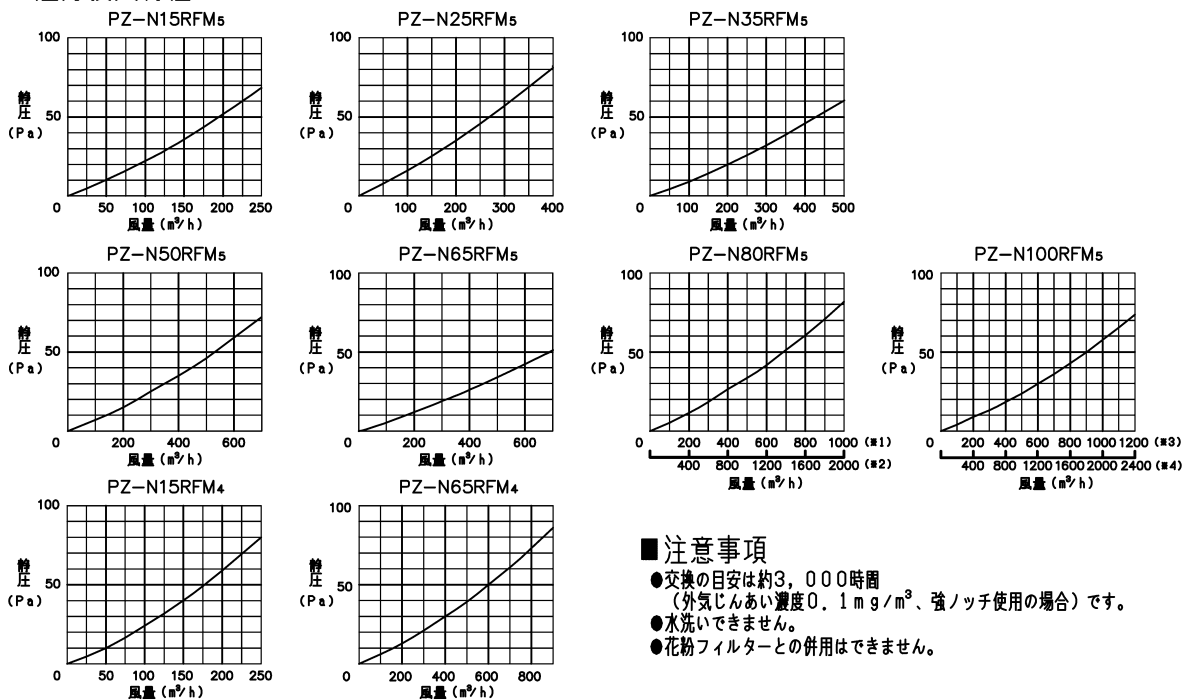 PZ-N15RFM5
PZ-N25RFM5
PZ-N35RFM5
100
50
静圧
(Pa)
0 50 100 150 200 250
風量(m³/h)
100
50
静圧
(Pa)
0 100 200 300 400
風量(m³/h)
100
50
静圧
(Pa)
0 100 200 300 400 500
風量(m³/h)
PZ-N50RFM5
PZ-N65RFM5
PZ-N80RFM5
PZ-N100RFM5
100
50
静圧
(Pa)
0 200 400 600
風量(m³/h)
100
50
静圧
(Pa)
0 200 400 600
風量(m³/h)
100
50
静圧
(Pa)
0 200 400 600 800 1000 (※1)
400 800 1200 1600 2000 (※2)
風量(m³/h)
100
50
静圧
(Pa)
0 200 400 600 800 1000 1200 (※3)
400 800 1200 1600 2000 2400 (※4)
風量(m³/h)
PZ-N15RFM4
PZ-N65RFM4
100
50
静圧
(Pa)
0 50 100 150 200 250
風量(m³/h)
100
50
静圧
(Pa)
0 200 400 600 800
風量(m³/h)
■注意事項
●交換の目安は約3,000時間
(外気じんあい濃度0.1mg/m³、強ノッチ使用の場合)です。
●水洗いできません。
●花粉フィルターとの併用はできません。